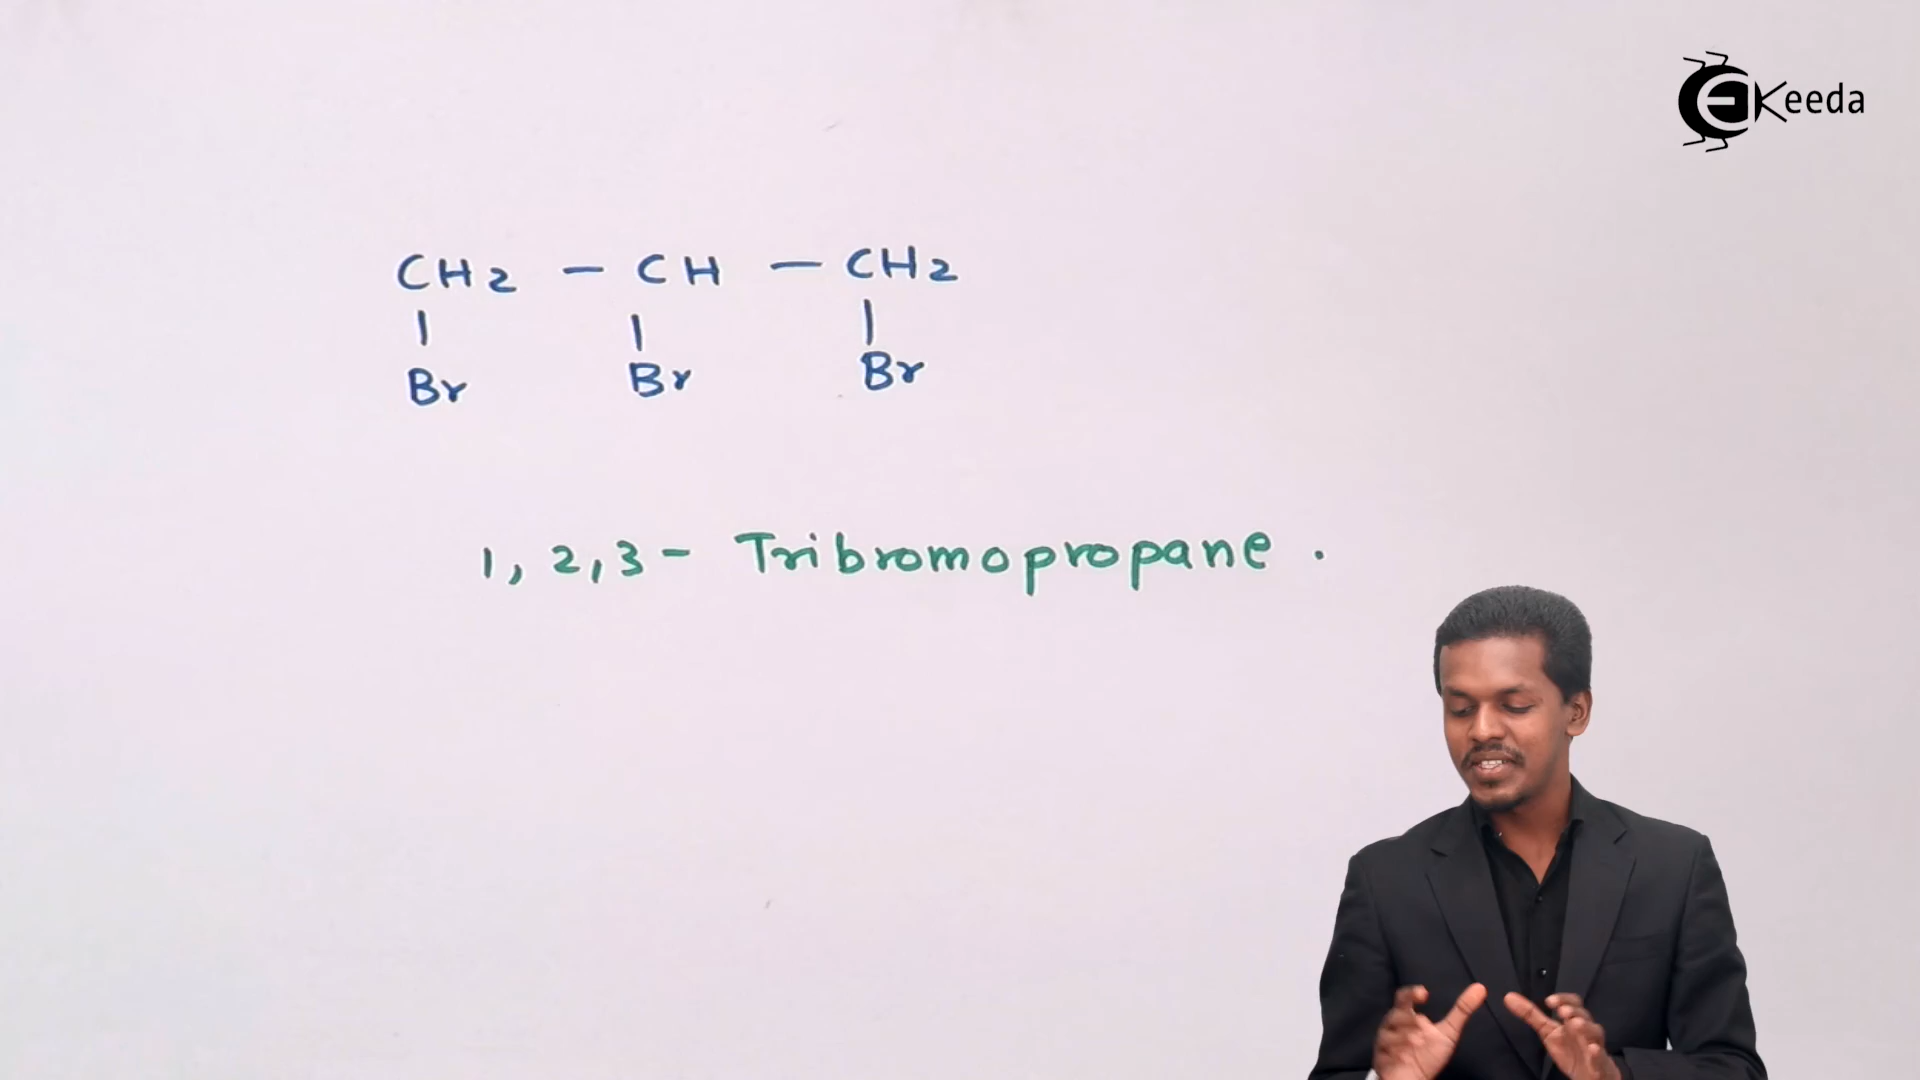 EKeeda
CH2 - CH - CH2
| | |
Br Br Br
1, 2, 3 - Tribromopropane .